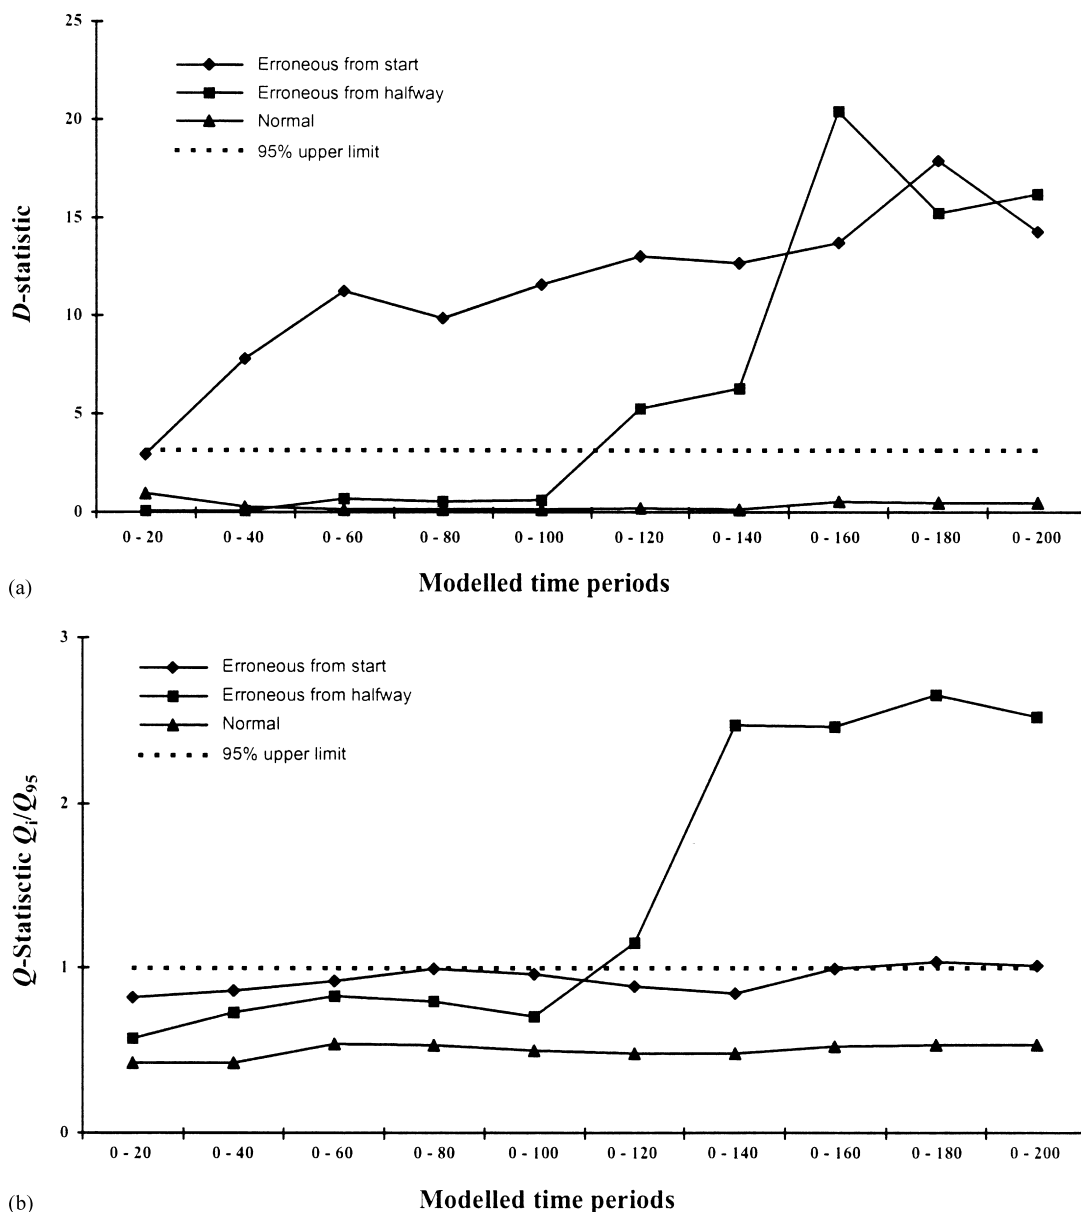 (a)
25
20
15
10
5
0
D-statistic
Erroneous from start
Erroneous from halfway
Normal
95% upper limit
0 - 20 0 - 40 0 - 60 0 - 80 0 - 100 0 - 120 0 - 140 0 - 160 0 - 180 0 - 200
Modelled time periods
(b)
3
2
1
0
Q-Statisctic Qi/Q95
Erroneous from start
Erroneous from halfway
Normal
95% upper limit
0 - 20 0 - 40 0 - 60 0 - 80 0 - 100 0 - 120 0 - 140 0 - 160 0 - 180 0 - 200
Modelled time periods